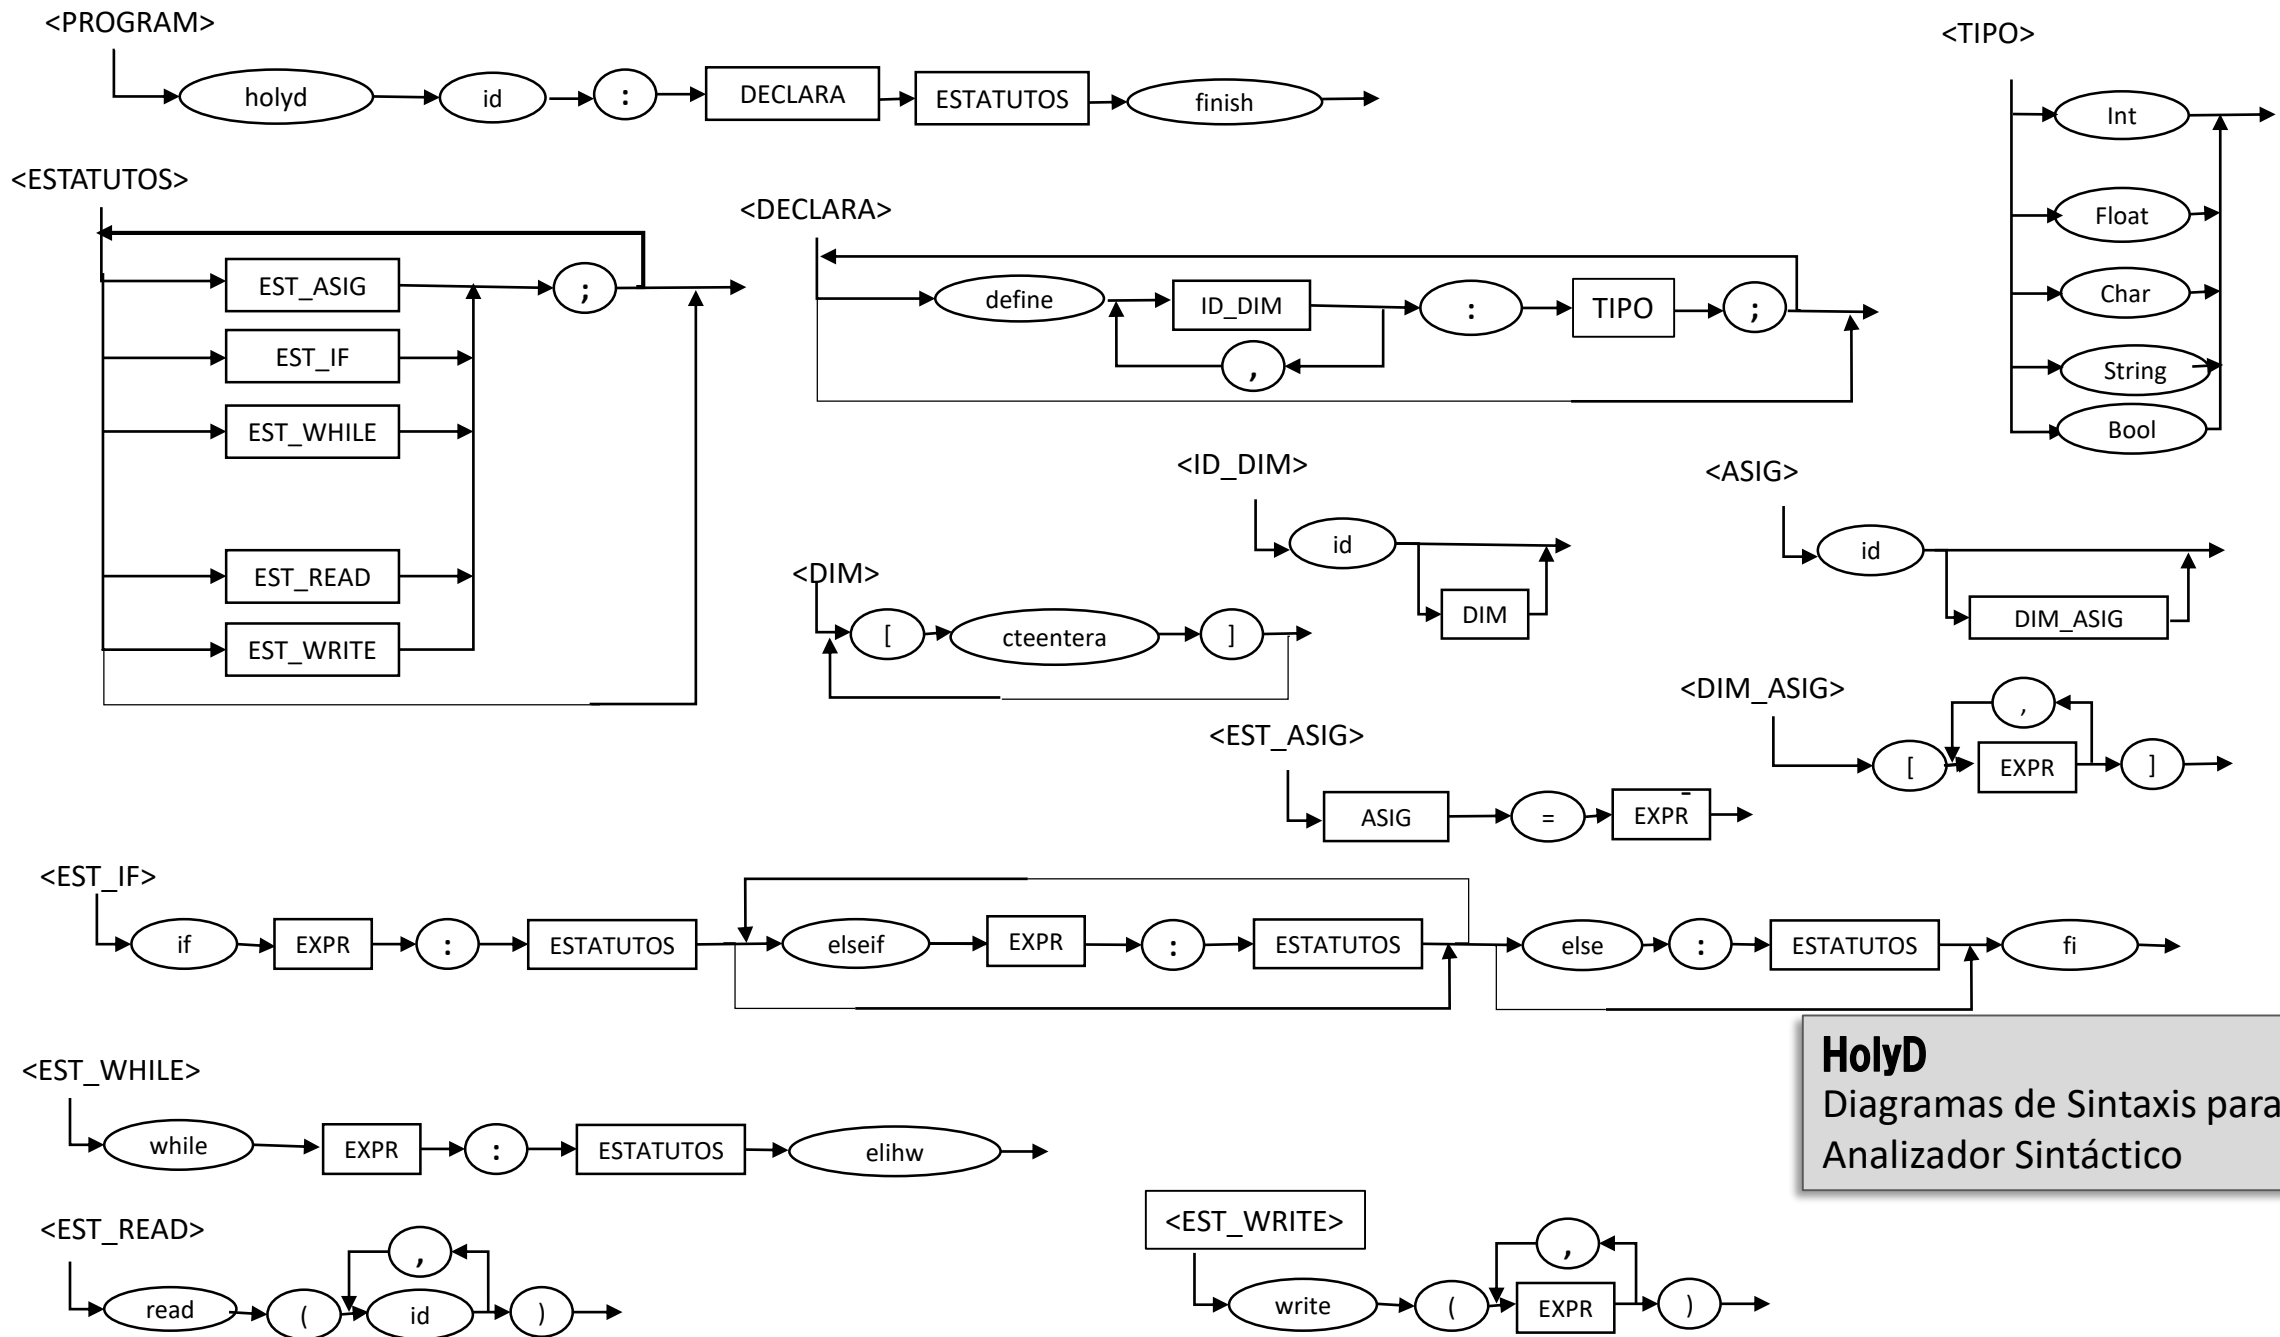 <PROGRAM>
holyd id : DECLARA ESTATUTOS finish
<TIPO>
Int
Float
Char
String
Bool
<ESTATUTOS>
EST_ASIG ;
EST_IF
EST_WHILE
EST_READ
EST_WRITE
<DECLARA>
define ID_DIM : TIPO ;
,
<ID_DIM>
id
DIM
<ASIG>
id
DIM_ASIG
<DIM>
[ cteentera ]
<DIM_ASIG>
,
[ EXPR ]
<EST_ASIG>
ASIG = EXPR
<EST_IF>
if EXPR : ESTATUTOS elseif EXPR : ESTATUTOS else : ESTATUTOS fi
HolyD
Diagramas de Sintaxis para
Analizador Sintáctico
<EST_WHILE>
while EXPR : ESTATUTOS elihw
<EST_READ>
,
read ( id )
<EST_WRITE>
,
write ( EXPR )